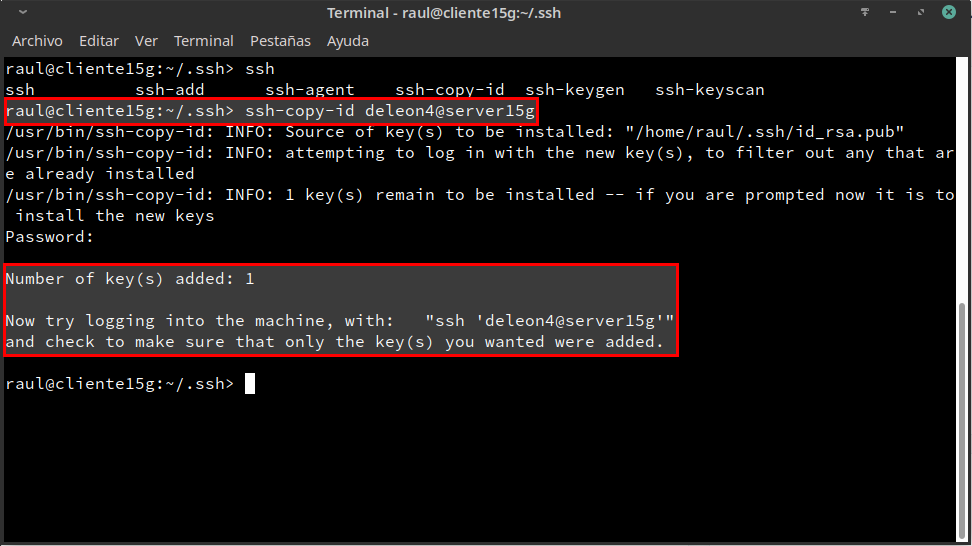 Terminal - raul@cliente15g:~/.ssh
Archivo Editar Ver Terminal Pestañas Ayuda
raul@cliente15g:~/.ssh> ssh
ssh ssh-add ssh-agent ssh-copy-id ssh-keygen ssh-keyscan
raul@cliente15g:~/.ssh> ssh-copy-id deleon4@server15g
/usr/bin/ssh-copy-id: INFO: Source of key(s) to be installed: "/home/raul/.ssh/id_rsa.pub"
/usr/bin/ssh-copy-id: INFO: attempting to log in with the new key(s), to filter out any that ar
e already installed
/usr/bin/ssh-copy-id: INFO: 1 key(s) remain to be installed -- if you are prompted now it is to
install the new keys
Password:
Number of key(s) added: 1
Now try logging into the machine, with:   "ssh 'deleon4@server15g'"
and check to make sure that only the key(s) you wanted were added.
raul@cliente15g:~/.ssh>